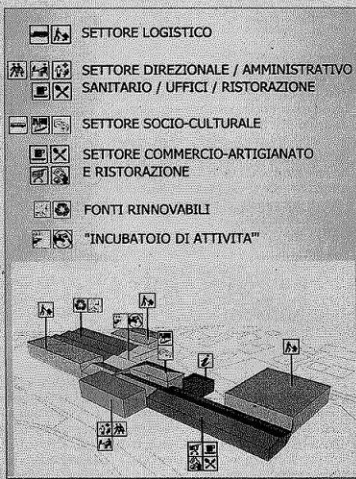 SETTORE LOGISTICO
SETTORE DIREZIONALE / AMMINISTRATIVO
SANITARIO / UFFICI / RISTORAZIONE
SETTORE SOCIO-CULTURALE
SETTORE COMMERCIO-ARTIGIANATO
E RISTORAZIONE
FONTI RINNOVABILI
"INCUBATOIO DI ATTIVITA'"
i